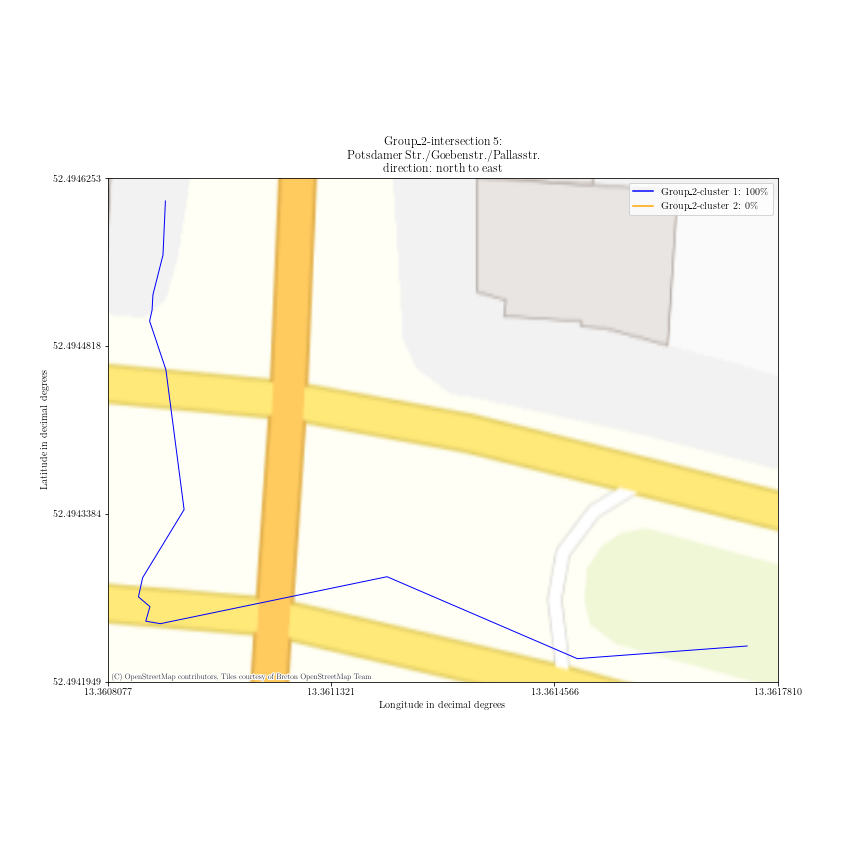 Group_2-intersection 5:
Potsdamer Str./Goebenstr./Pallasstr.
direction: north to east
52.4946253
52.4944818
52.4943384
52.4941949
Latitude in decimal degrees
Group_2-cluster 1: 100%
Group_2-cluster 2: 0%
(C) OpenStreetMap contributors. Tiles courtesy of Breton OpenStreetMap Team
13.3608077
13.3611321
13.3614566
13.3617810
Longitude in decimal degrees